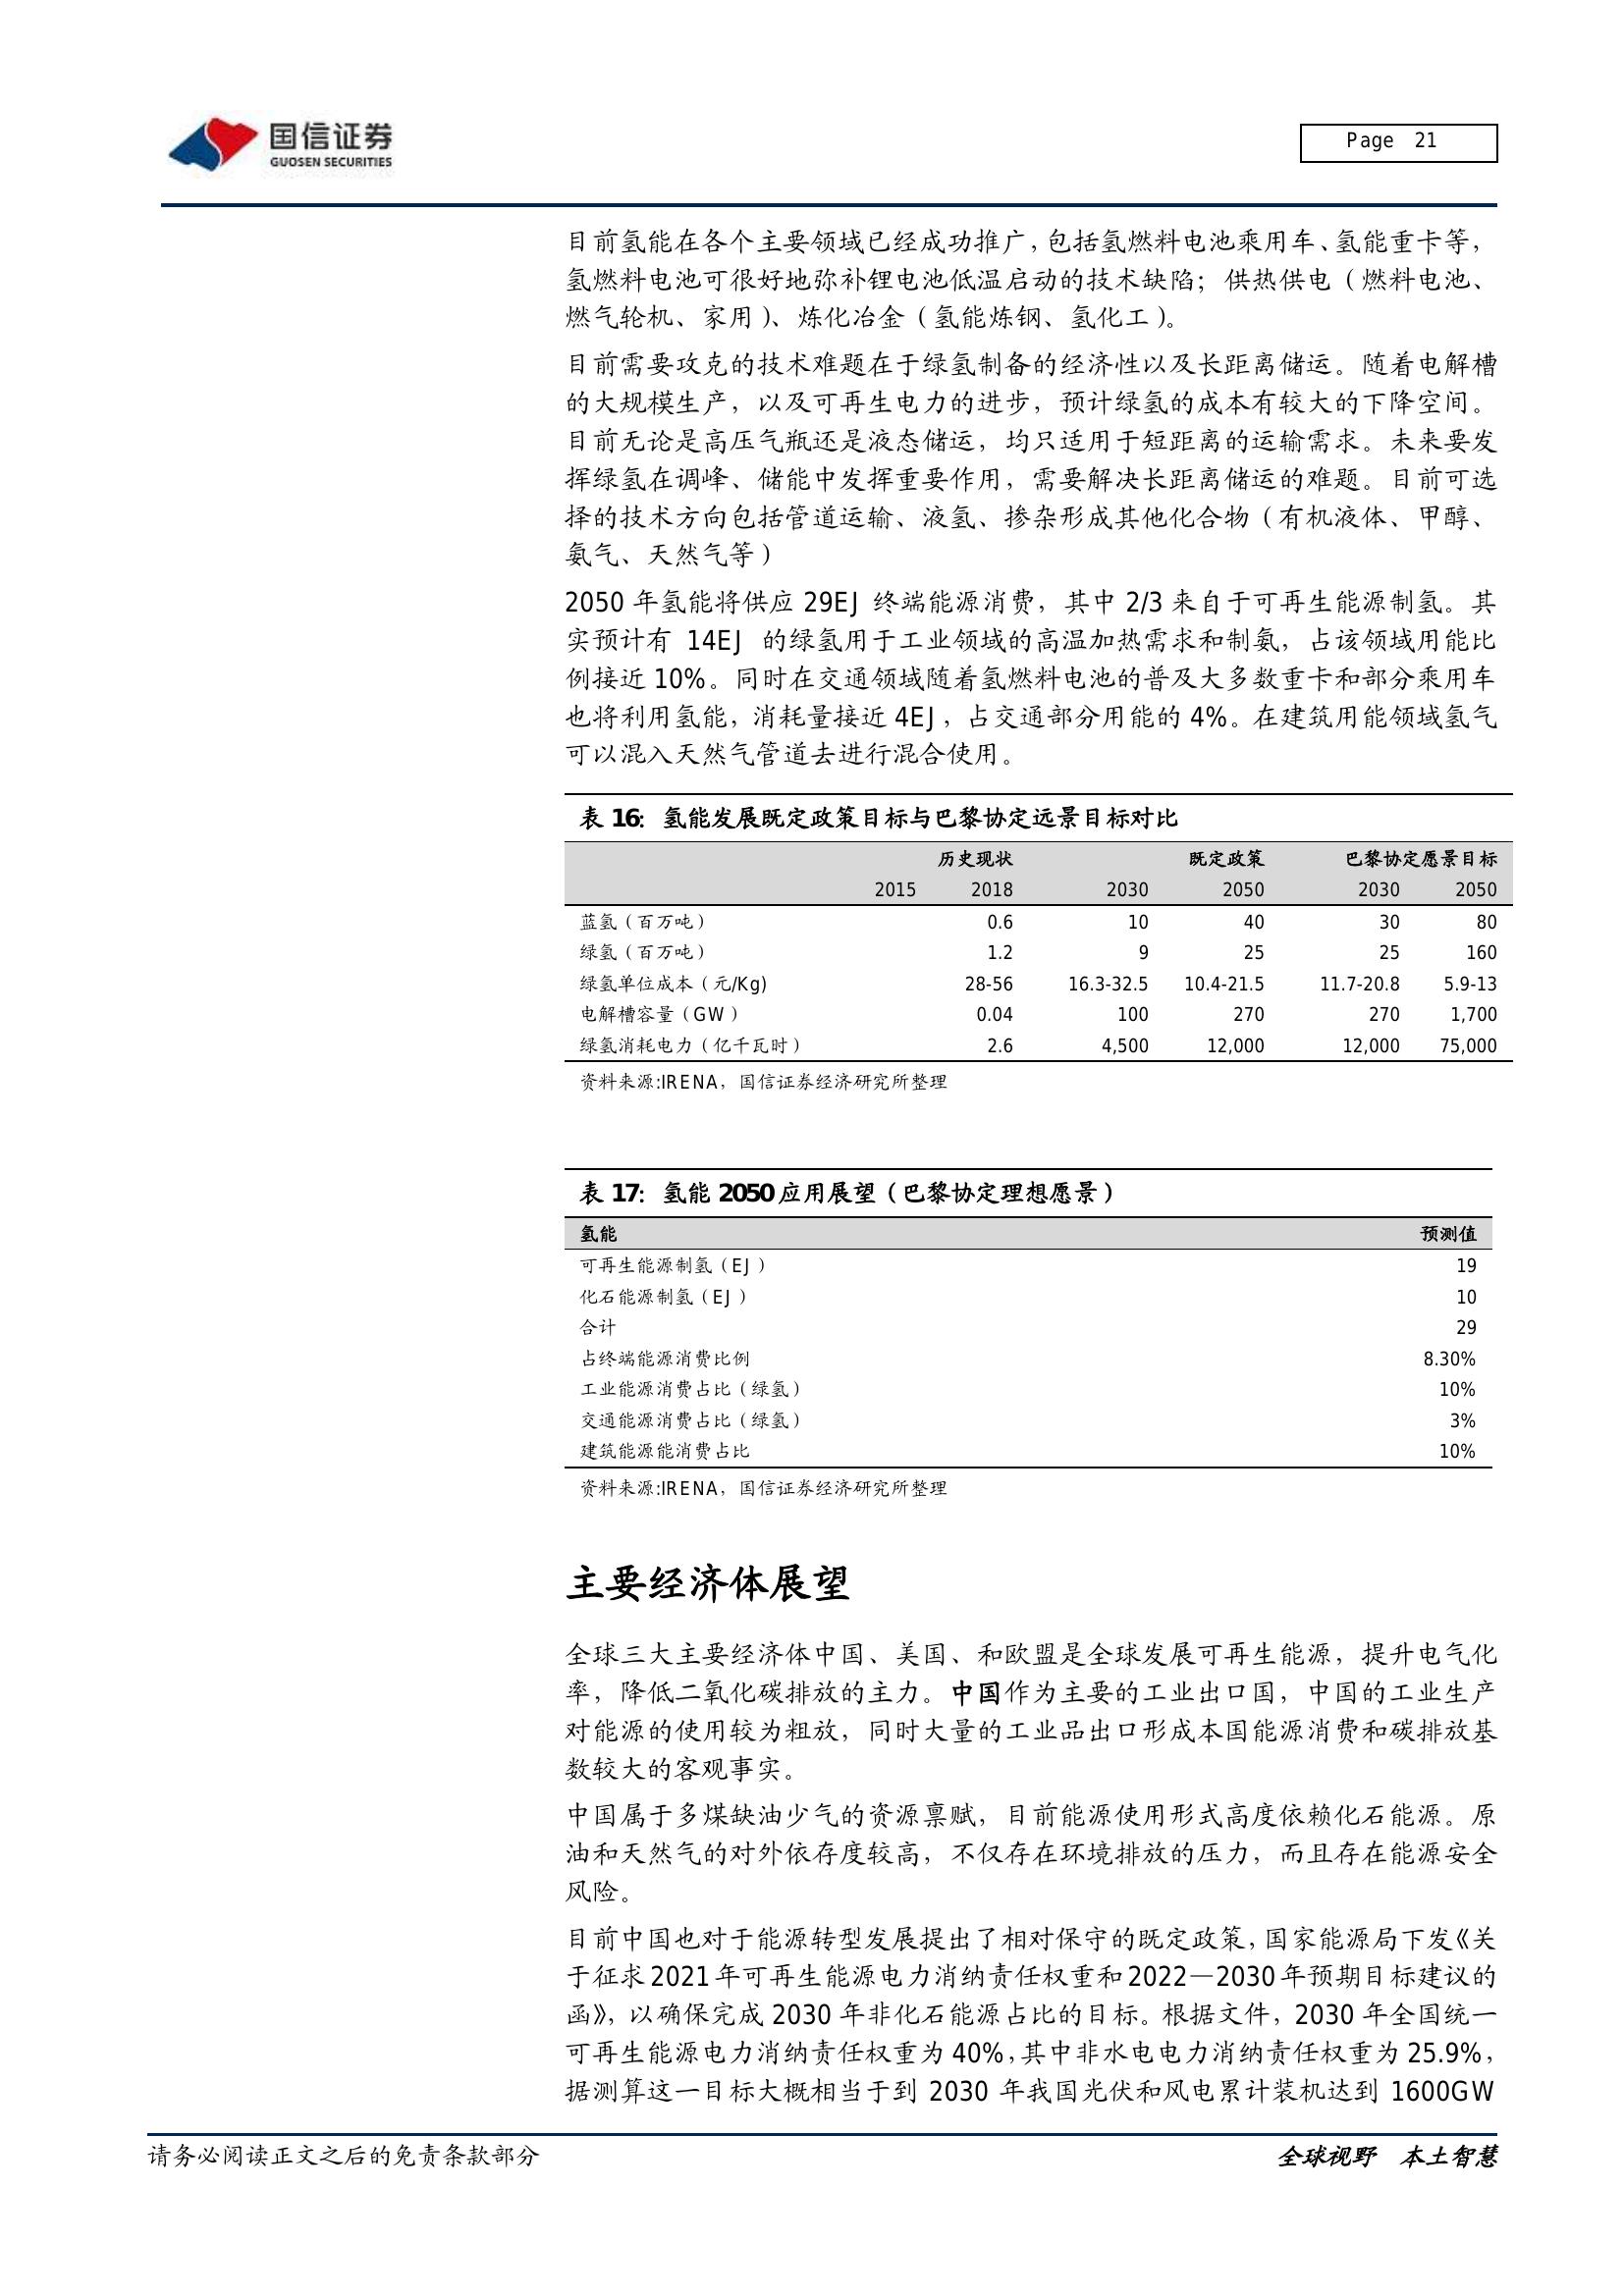 国信证券
GUOSEN SECURITIES
Page 21
目前氢能在各个主要领域已经成功推广，包括氢燃料电池乘用车、氢能重卡等，
氢燃料电池可很好地弥补锂电池低温启动的技术缺陷；供热供电（燃料电池、
燃气轮机、家用）、炼化冶金（氢能炼钢、氢化工）。
目前需要攻克的技术难题在于绿氢制备的经济性以及长距离储运。随着电解槽
的大规模生产，以及可再生电力的进步，预计绿氢的成本有较大的下降空间。
目前无论是高压气瓶还是液态储运，均只适用于短距离的运输需求。未来要发
挥绿氢在调峰、储能中发挥重要作用，需要解决长距离储运的难题。目前可选
择的技术方向包括管道运输、液氢、掺杂形成其他化合物（有机液体、甲醇、
氨气、天然气等）
2050 年氢能将供应 29EJ 终端能源消费，其中 2/3 来自于可再生能源制氢。其
实预计有 14EJ 的绿氢用于工业领域的高温加热需求和制氨，占该领域用能比
例接近 10%。同时在交通领域随着氢燃料电池的普及大多数重卡和部分乘用车
也将利用氢能，消耗量接近 4EJ，占交通部分用能的 4%。在建筑用能领域氢气
可以混入天然气管道去进行混合使用。
表 16：氢能发展既定政策目标与巴黎协定远景目标对比
历史现状 既定政策 巴黎协定愿景目标
2015 2018 2030 2050 2030 2050
蓝氢（百万吨） 0.6 10 40 30 80
绿氢（百万吨） 1.2 9 25 25 160
绿氢单位成本（元/Kg) 28-56 16.3-32.5 10.4-21.5 11.7-20.8 5.9-13
电解槽容量（GW） 0.04 100 270 270 1,700
绿氢消耗电力（亿千瓦时） 2.6 4,500 12,000 12,000 75,000
资料来源:IRENA，国信证券经济研究所整理
表 17：氢能 2050 应用展望（巴黎协定理想愿景）
氢能 预测值
可再生能源制氢（EJ） 19
化石能源制氢（EJ） 10
合计 29
占终端能源消费比例 8.30%
工业能源消费占比（绿氢） 10%
交通能源消费占比（绿氢） 3%
建筑能源能消费占比 10%
资料来源:IRENA，国信证券经济研究所整理
主要经济体展望
全球三大主要经济体中国、美国、和欧盟是全球发展可再生能源，提升电气化
率，降低二氧化碳排放的主力。中国作为主要的工业出口国，中国的工业生产
对能源的使用较为粗放，同时大量的工业品出口形成本国能源消费和碳排放基
数较大的客观事实。
中国属于多煤缺油少气的资源禀赋，目前能源使用形式高度依赖化石能源。原
油和天然气的对外依存度较高，不仅存在环境排放的压力，而且存在能源安全
风险。
目前中国也对于能源转型发展提出了相对保守的既定政策，国家能源局下发《关
于征求 2021 年可再生能源电力消纳责任权重和 2022—2030 年预期目标建议的
函》，以确保完成 2030 年非化石能源占比的目标。根据文件，2030 年全国统一
可再生能源电力消纳责任权重为 40%，其中非水电电力消纳责任权重为 25.9%，
据测算这一目标大概相当于到 2030 年我国光伏和风电累计装机达到 1600GW
请务必阅读正文之后的免责条款部分
全球视野 本土智慧